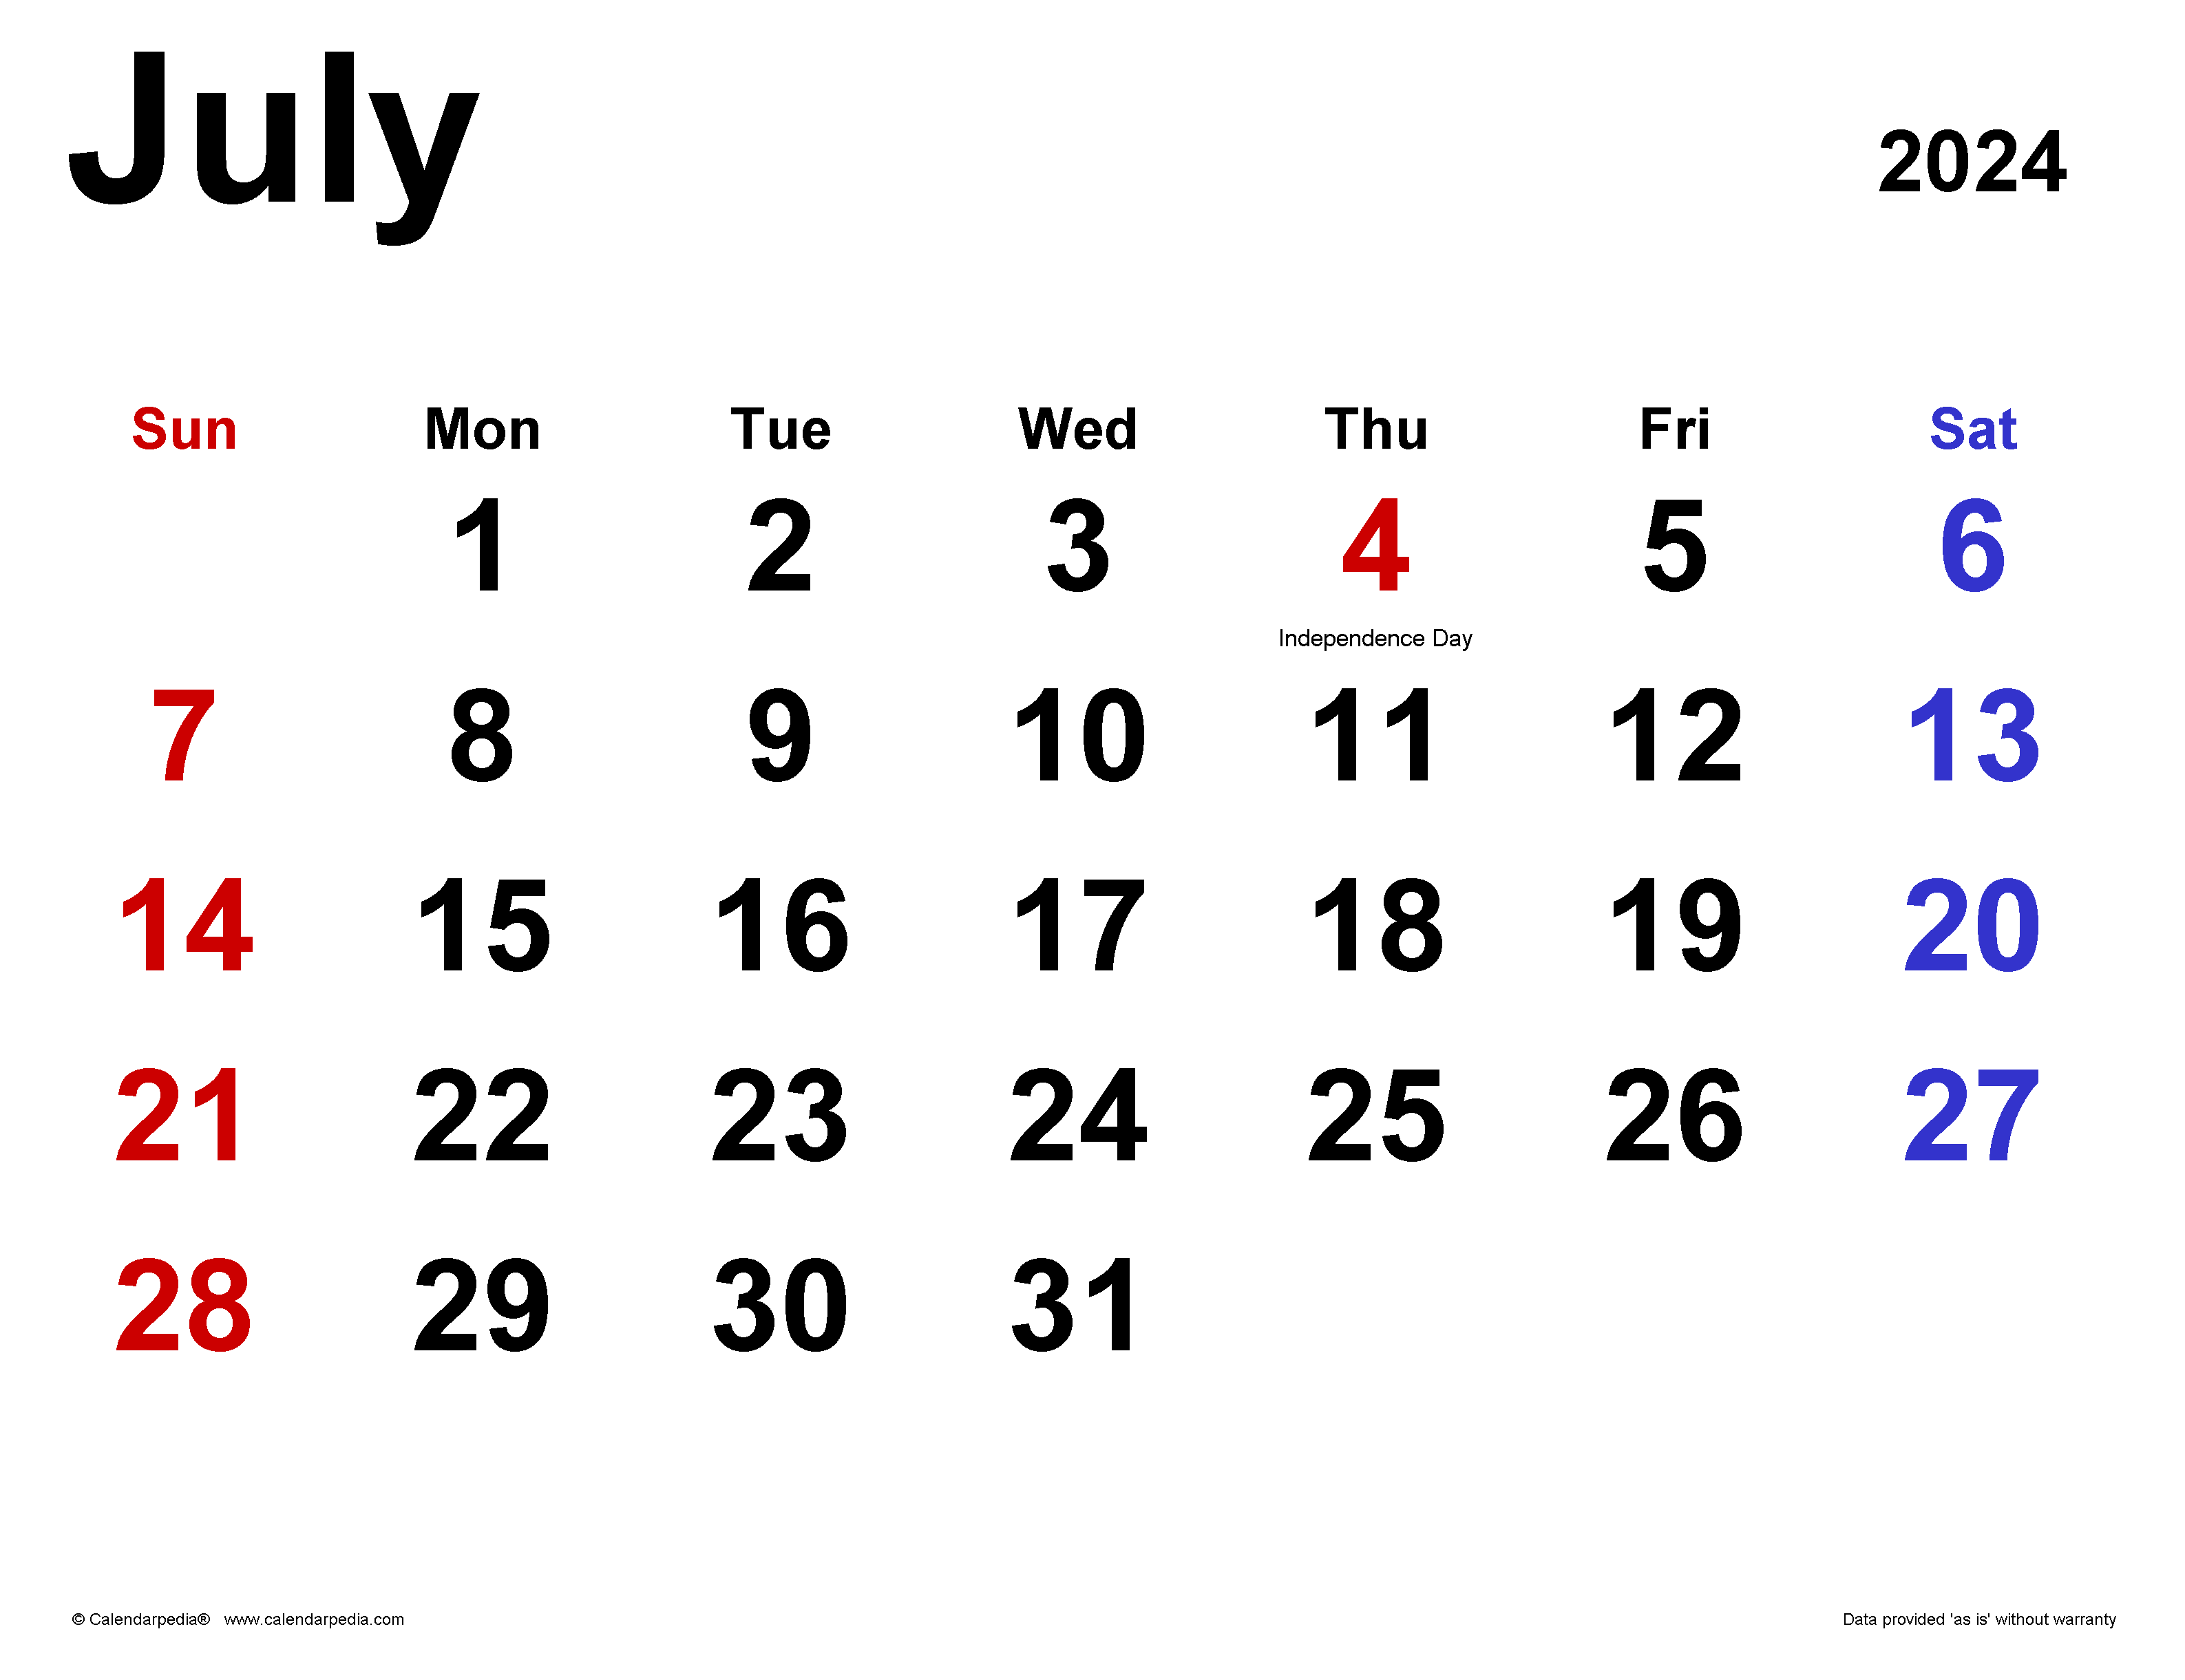 July 2024
Sun Mon Tue Wed Thu Fri Sat
1 2 3 4 5 6
Independence Day
7 8 9 10 11 12 13
14 15 16 17 18 19 20
21 22 23 24 25 26 27
28 29 30 31
© Calendarpedia® www.calendarpedia.com Data provided 'as is' without warranty